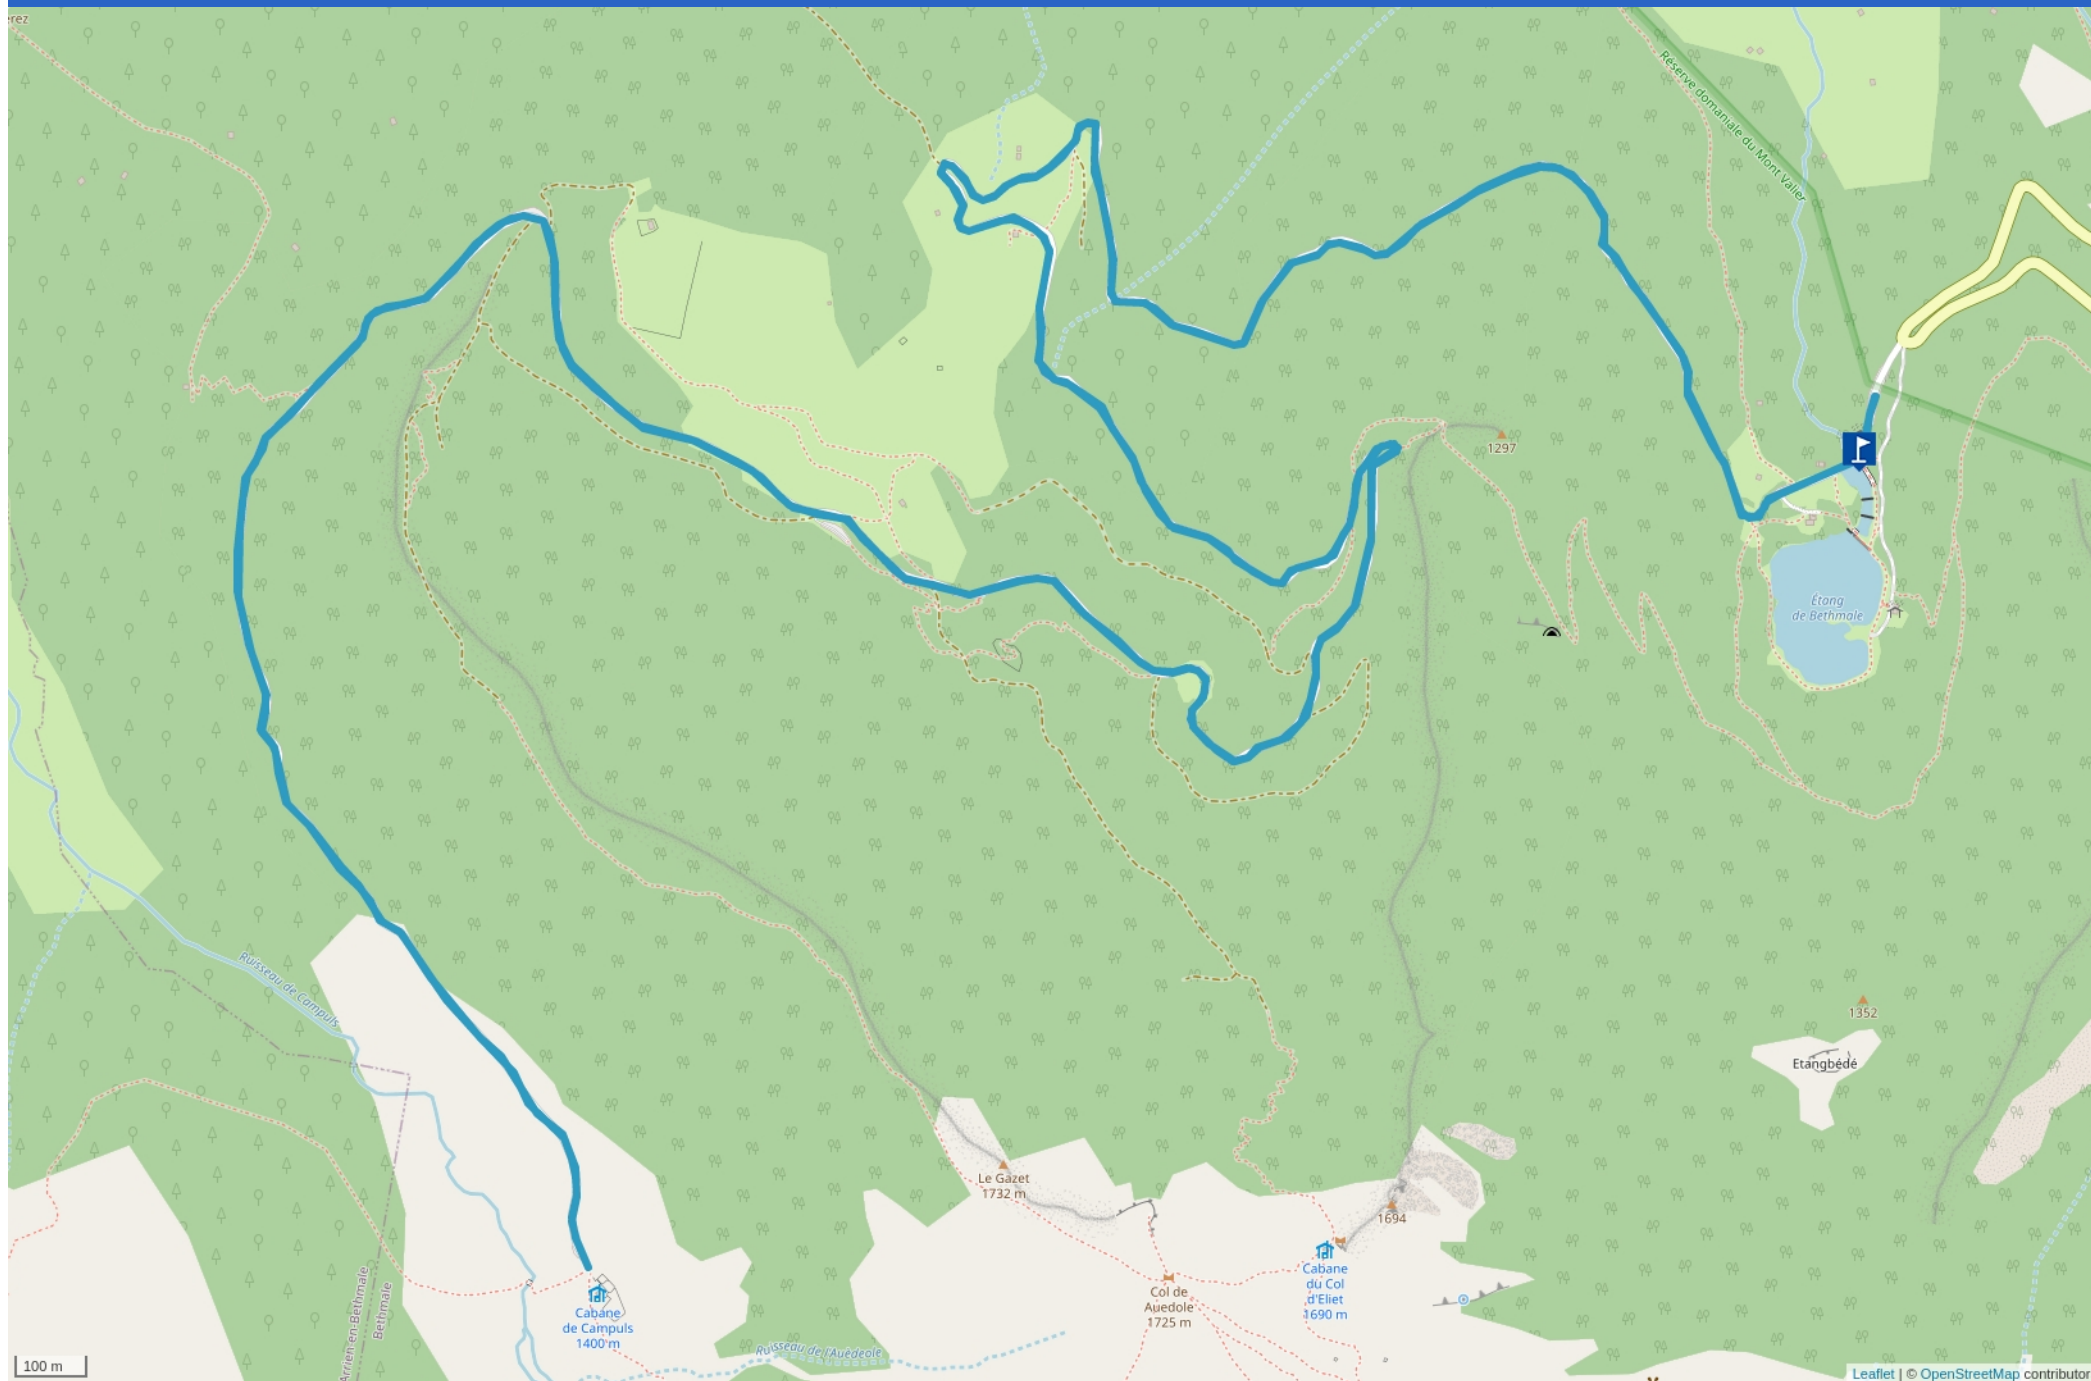 erez
Réserve domaniale du Mont Valier
1297
Étang
de Bethmale
Ruisseau de Campuls
1352
Etangbédé
Le Gazet
1732 m
1694
Cabane
du Col
d'Eliet
1690 m
Col de
Auedole
1725 m
Arrien-en-Bethmale
Bethmale
Cabane
de Campuls
1400 m
Ruisseau de l'Auédeole
100 m
Leaflet | © OpenStreetMap contributor